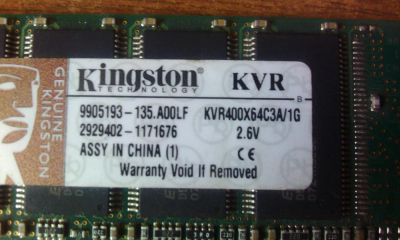 GENUINE
KINGSTON
Kingston KVR
TECHNOLOGY
B
9905193-135.A00LF KVR400X64C3A/1G
2929402-1171676 2.6V
ASSY IN CHINA (1) CE
Warranty Void If Removed